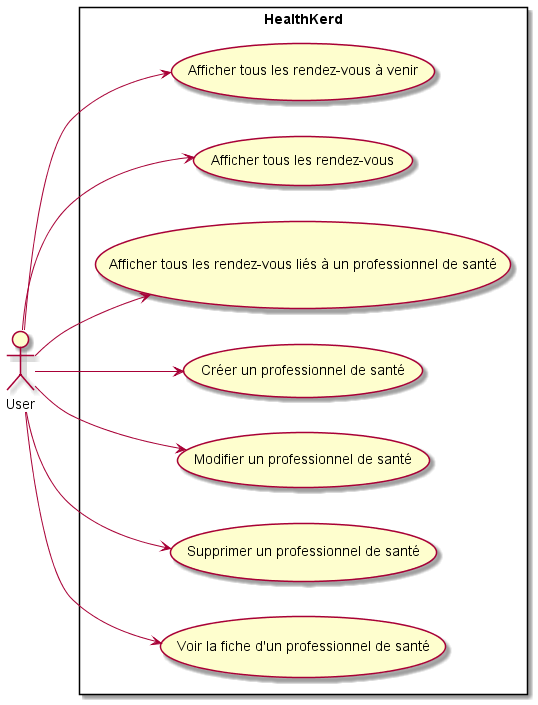 HealthKerd
Afficher tous les rendez-vous à venir
Afficher tous les rendez-vous
Afficher tous les rendez-vous liés à un professionnel de santé
Créer un professionnel de santé
User
Modifier un professionnel de santé
Supprimer un professionnel de santé
Voir la fiche d'un professionnel de santé